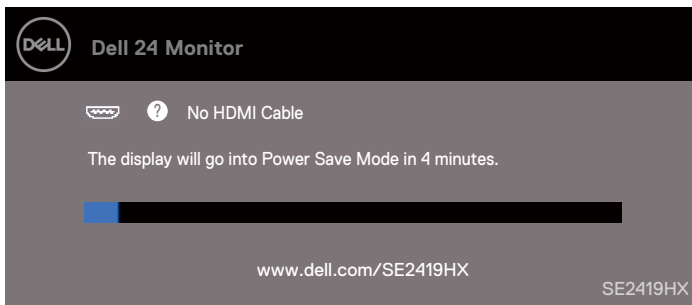 DELL
Dell 24 Monitor
? No HDMI Cable
The display will go into Power Save Mode in 4 minutes.
www.dell.com/SE2419HX
SE2419HX